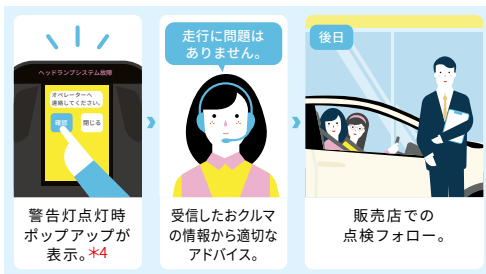 ヘッドランプシステム故障
オペレーターへ
連絡してください。
確認 閉じる
警告灯点灯時
ポップアップが
表示。＊4
走行に問題は
ありません。
受信したおクルマ
の情報から適切な
アドバイス。
後日
販売店での
点検フォロー。